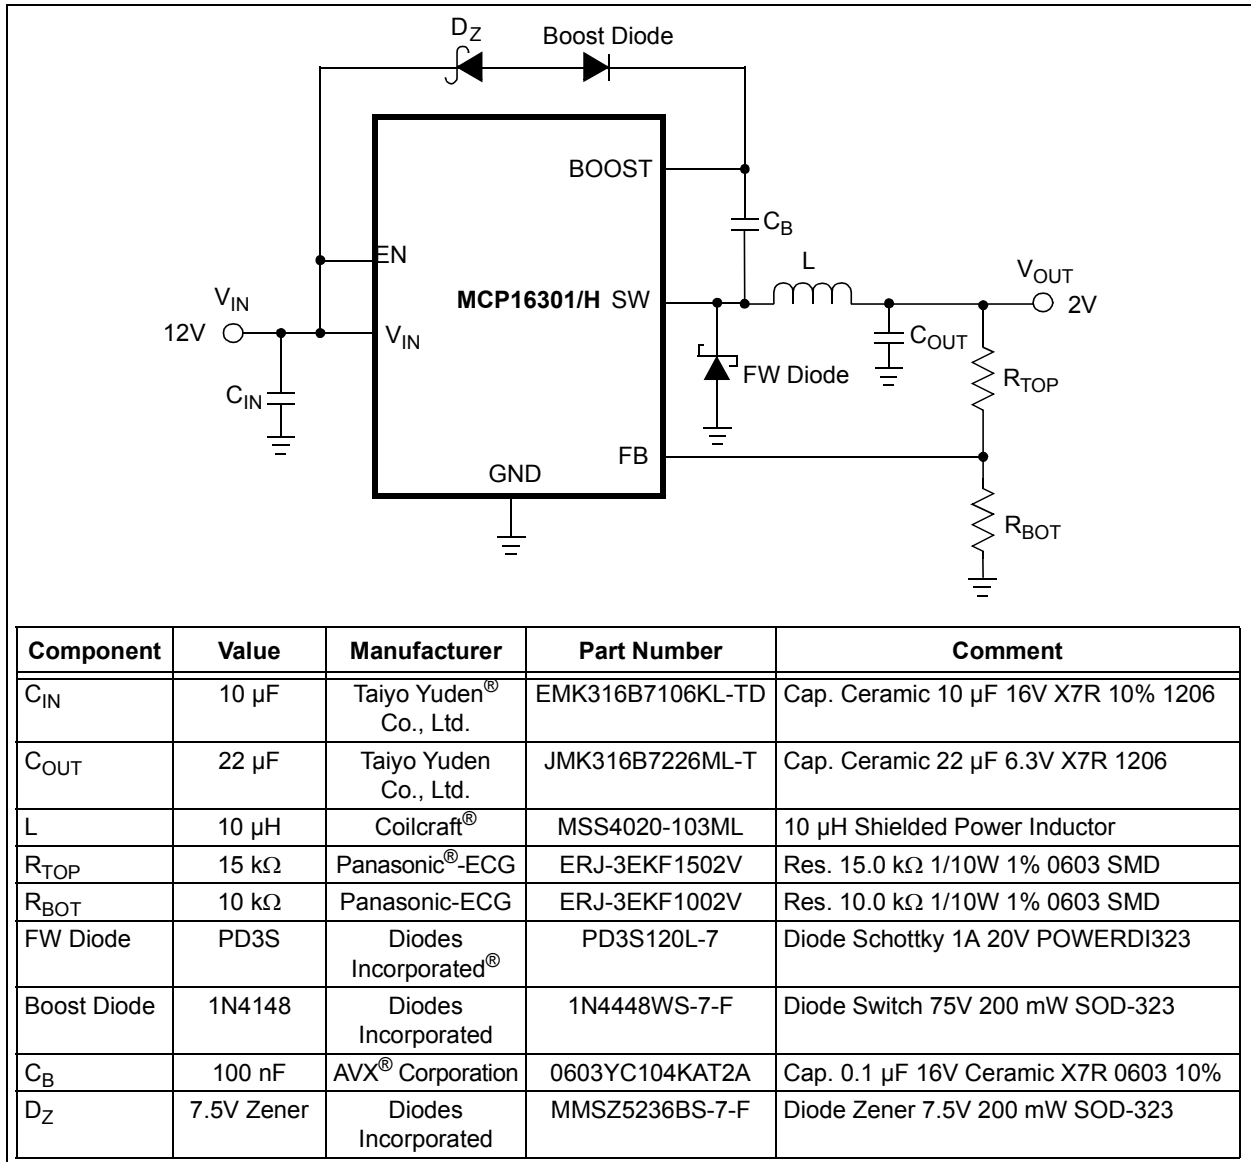 D_Z
Boost Diode
BOOST
C_B
EN
L
V_OUT
V_IN
MCP16301/H SW
2V
12V
V_IN
C_OUT
FW Diode
R_TOP
C_IN
FB
GND
R_BOT
Component Value Manufacturer Part Number Comment
C_IN 10 µF Taiyo Yuden® EMK316B7106KL-TD Cap. Ceramic 10 µF 16V X7R 10% 1206
Co., Ltd.
C_OUT 22 µF Taiyo Yuden JMK316B7226ML-T Cap. Ceramic 22 µF 6.3V X7R 1206
Co., Ltd.
L 10 µH Coilcraft® MSS4020-103ML 10 µH Shielded Power Inductor
R_TOP 15 kΩ Panasonic®-ECG ERJ-3EKF1502V Res. 15.0 kΩ 1/10W 1% 0603 SMD
R_BOT 10 kΩ Panasonic-ECG ERJ-3EKF1002V Res. 10.0 kΩ 1/10W 1% 0603 SMD
FW Diode PD3S Diodes PD3S120L-7 Diode Schottky 1A 20V POWERDI323
Incorporated®
Boost Diode 1N4148 Diodes 1N4448WS-7-F Diode Switch 75V 200 mW SOD-323
Incorporated
C_B 100 nF AVX® Corporation 0603YC104KAT2A Cap. 0.1 µF 16V Ceramic X7R 0603 10%
D_Z 7.5V Zener Diodes MMSZ5236BS-7-F Diode Zener 7.5V 200 mW SOD-323
Incorporated